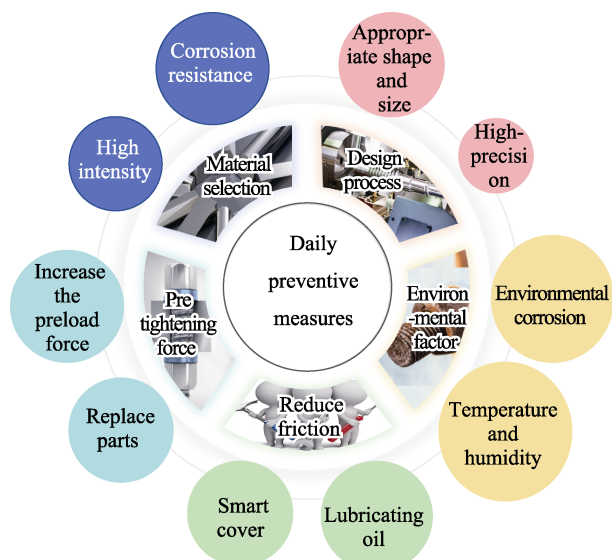 Corrosion
resistance
Appropr-
iate shape
and
size
High
intensity
High-
precisi
on
Material
selection
Design
process
Daily
preventive
measures
Increase
the
preload
force
Pre
tightening
force
Environ
-mental
factor
Environmental
corrosion
Replace
parts
Reduce
friction
Temperature
and
humidity
Smart
cover
Lubricating
oil